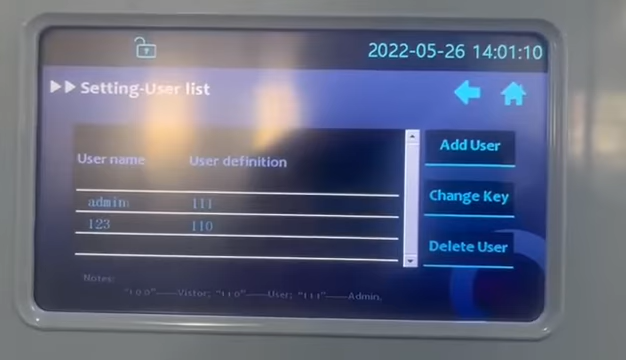 2022-05-26 14:01:10
Setting-User list
User name User definition
admin 111
123 110
Add User
Change Key
Delete User
Notes:
"100"——Vistor; "110"——User; "111"——Admin.